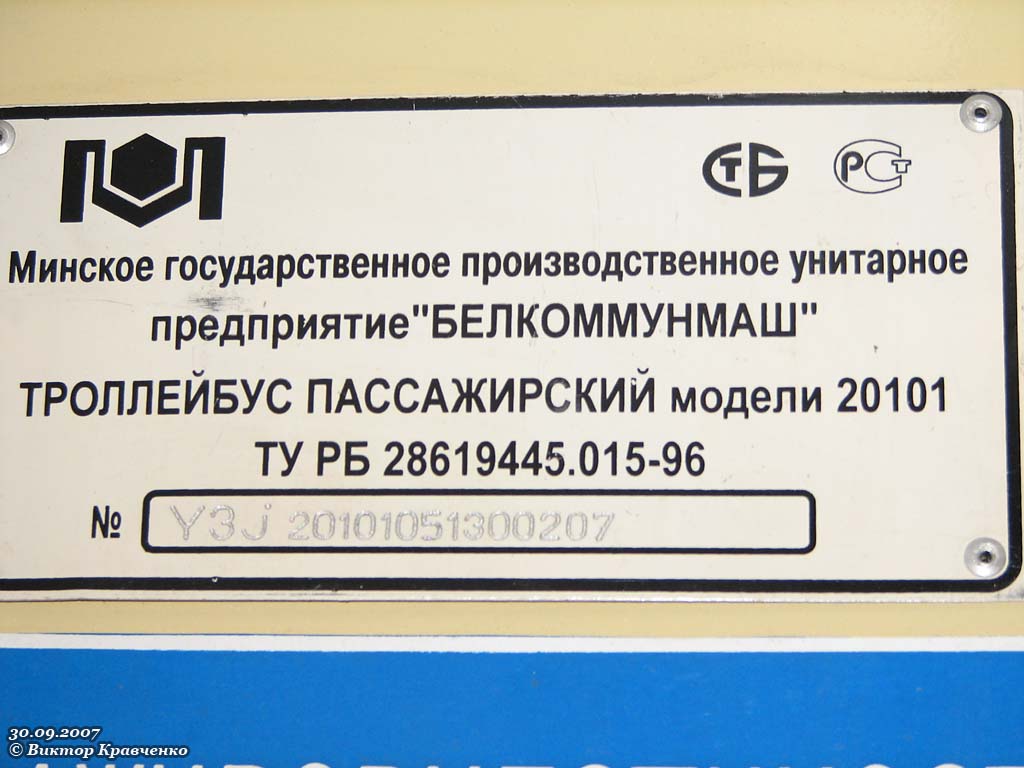 СТБ РСТ
Минское государственное производственное унитарное
предприятие"БЕЛКОММУНМАШ"
ТРОЛЛЕЙБУС ПАССАЖИРСКИЙ модели 20101
ТУ РБ 28619445.015-96
№ Y3J 20101051300207
30.09.2007
© Виктор Кравченко